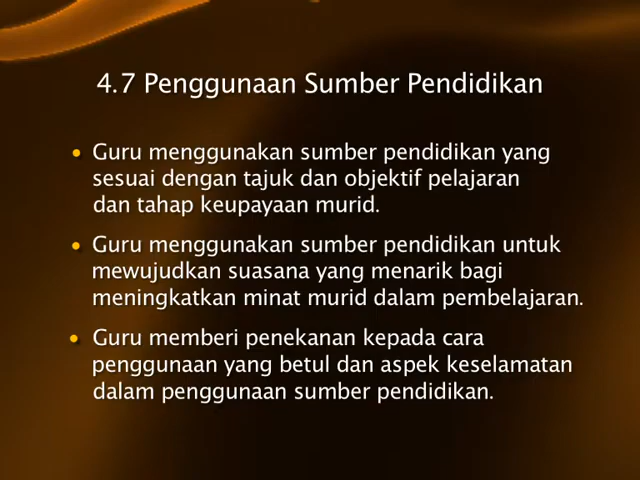 4.7 Penggunaan Sumber Pendidikan
• Guru menggunakan sumber pendidikan yang
sesuai dengan tajuk dan objektif pelajaran
dan tahap keupayaan murid.
• Guru menggunakan sumber pendidikan untuk
mewujudkan suasana yang menarik bagi
meningkatkan minat murid dalam pembelajaran.
• Guru memberi penekanan kepada cara
penggunaan yang betul dan aspek keselamatan
dalam penggunaan sumber pendidikan.